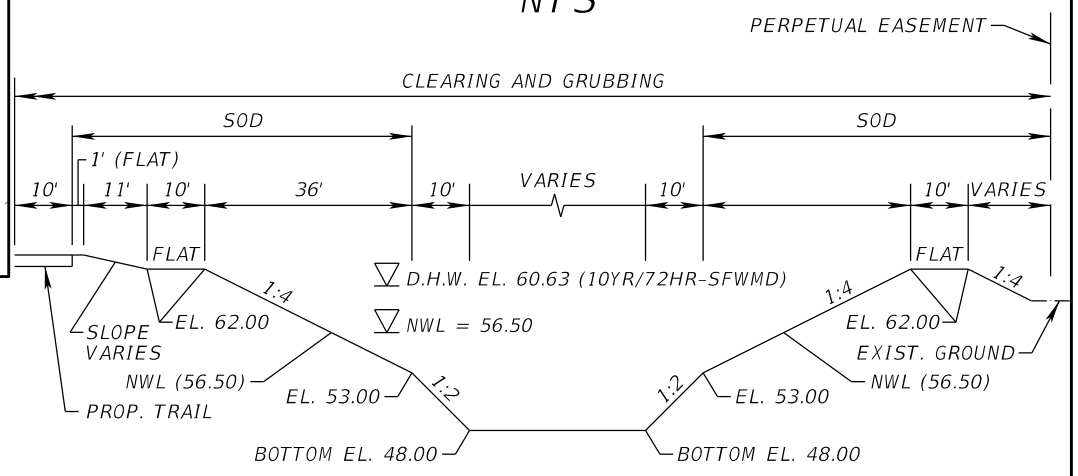 NTS
PERPETUAL EASEMENT
CLEARING AND GRUBBING
SOD
SOD
1' (FLAT)
10'
11'
10'
36'
10'
VARIES
10'
10'
VARIES
FLAT
FLAT
D.H.W. EL. 60.63 (10YR/72HR-SFWMD)
1:4
1:4
1:4
EL. 62.00
NWL = 56.50
EL. 62.00
SLOPE
VARIES
EXIST. GROUND
NWL (56.50)
NWL (56.50)
1:2
1:2
EL. 53.00
EL. 53.00
PROP. TRAIL
BOTTOM EL. 48.00
BOTTOM EL. 48.00